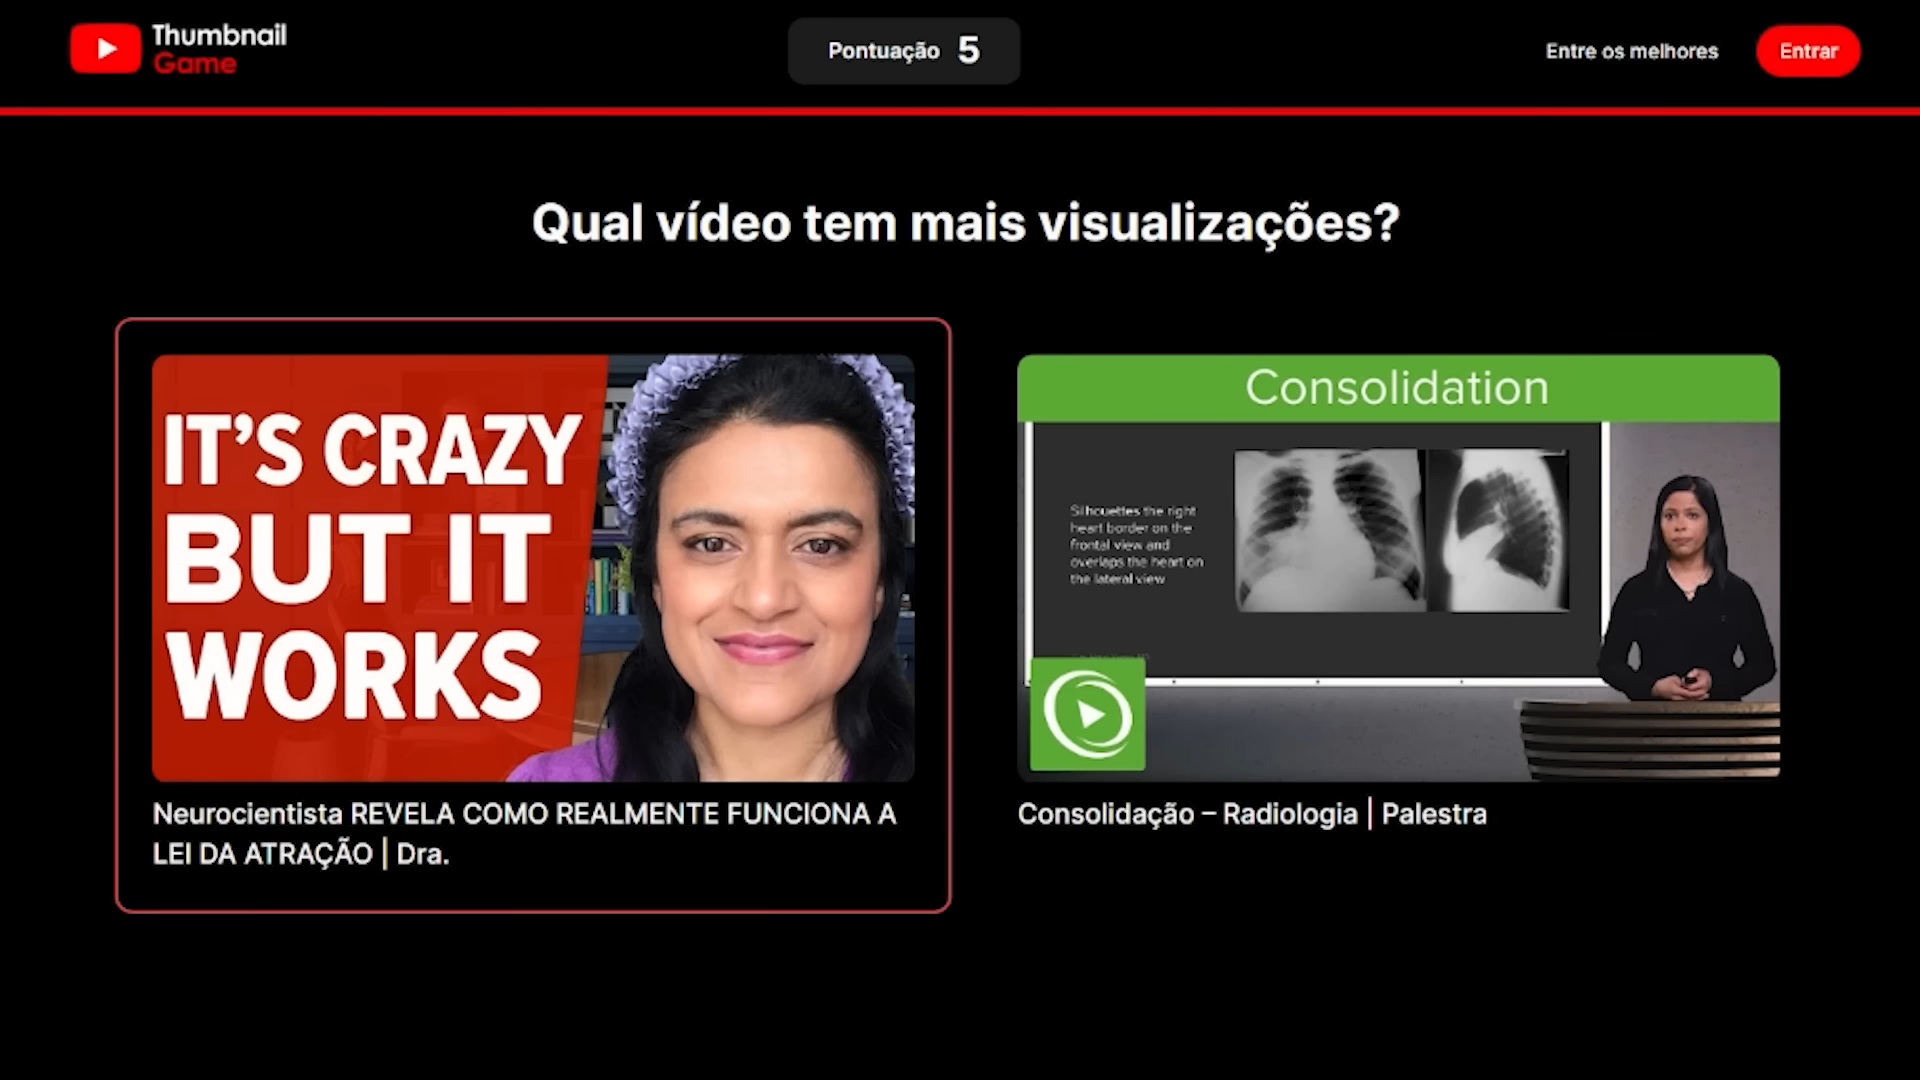 Thumbnail
Game
Pontuação 5
Entre os melhores
Entrar
Qual vídeo tem mais visualizações?
IT'S CRAZY
BUT IT
WORKS
Neurocientista REVELA COMO REALMENTE FUNCIONA A
LEI DA ATRAÇÃO | Dra.
Consolidation
Silhouettes the right
heart border on the
frontal view and
overlaps the heart on
the lateral view
Consolidação – Radiologia | Palestra